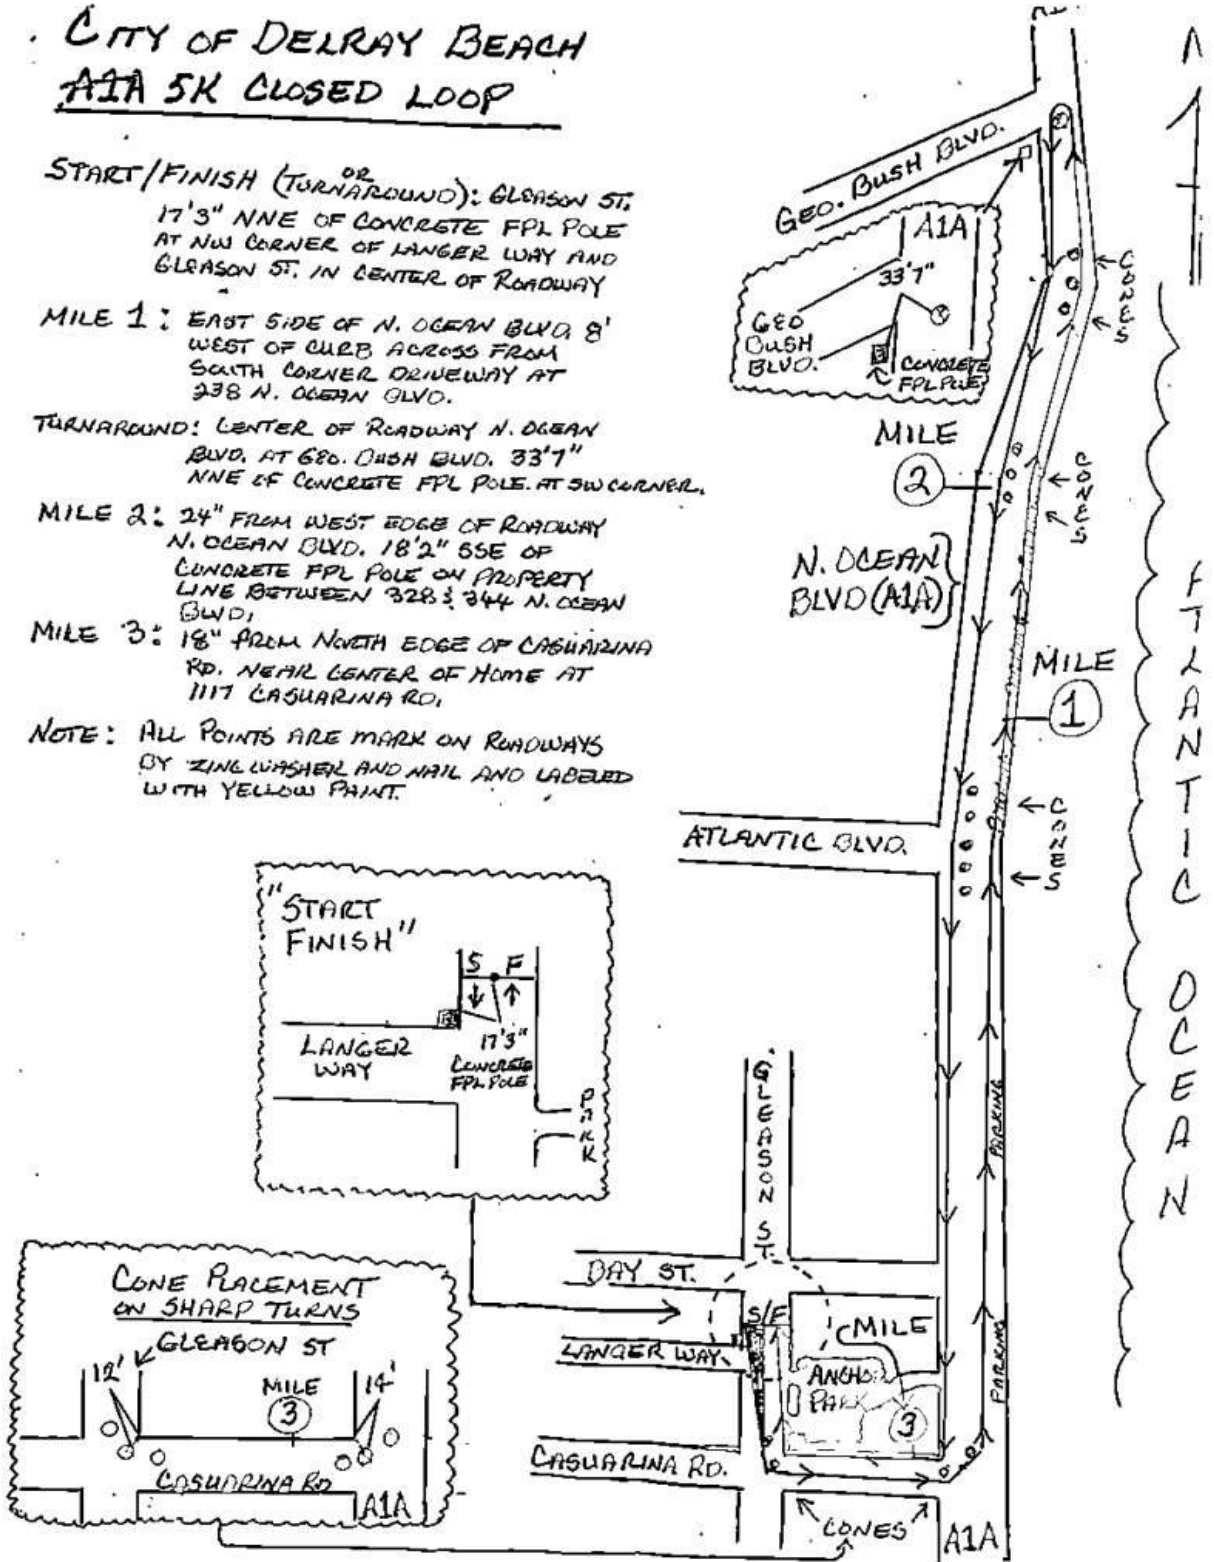 CITY OF DELRAY BEACH
A1A 5K CLOSED LOOP
START/FINISH (OR TURNAROUND): GLEASON ST.
17'3" NNE OF CONCRETE FPL POLE
AT NW CORNER OF LANGER WAY AND
GLEASON ST. IN CENTER OF ROADWAY
MILE 1: EAST SIDE OF N. OCEAN BLVD. 8'
WEST OF CURB ACROSS FROM
SOUTH CORNER DRIVEWAY AT
238 N. OCEAN BLVD.
TURNAROUND: CENTER OF ROADWAY N. OCEAN
BLVD. AT GEO. BUSH BLVD. 33'7"
NNE OF CONCRETE FPL POLE. AT SW CORNER.
MILE 2: 24" FROM WEST EDGE OF ROADWAY
N. OCEAN BLVD. 18'2" SSE OF
CONCRETE FPL POLE ON PROPERTY
LINE BETWEEN 328 & 344 N. OCEAN
BLVD.
MILE 3: 18" FROM NORTH EDGE OF CASUARINA
RD. NEAR CENTER OF HOME AT
1117 CASUARINA RD.
NOTE: ALL POINTS ARE MARK ON ROADWAYS
BY ZINC WASHER AND NAIL AND LABELED
WITH YELLOW PAINT.
GEO. BUSH BLVD.
A1A
33'7"
GEO
BUSH
BLVD.
CONCRETE
FPL POLE
CONES
MILE
2
CONES
N. OCEAN
BLVD (A1A)
MILE
1
CONES
ATLANTIC BLVD.
ATLANTIC OCEAN
PARKING
PARKING
"START
FINISH"
S F
LANGER
WAY
17'3"
CONCRETE
FPL POLE
PARK
GLEASON ST.
BAY ST.
S/F
LANGER WAY
MILE
3
ANCHOR
PARK
CASUARINA RD.
CONES
A1A
CONE PLACEMENT
ON SHARP TURNS
GLEASON ST
12'
MILE
3
14'
CASUARINA RD
A1A